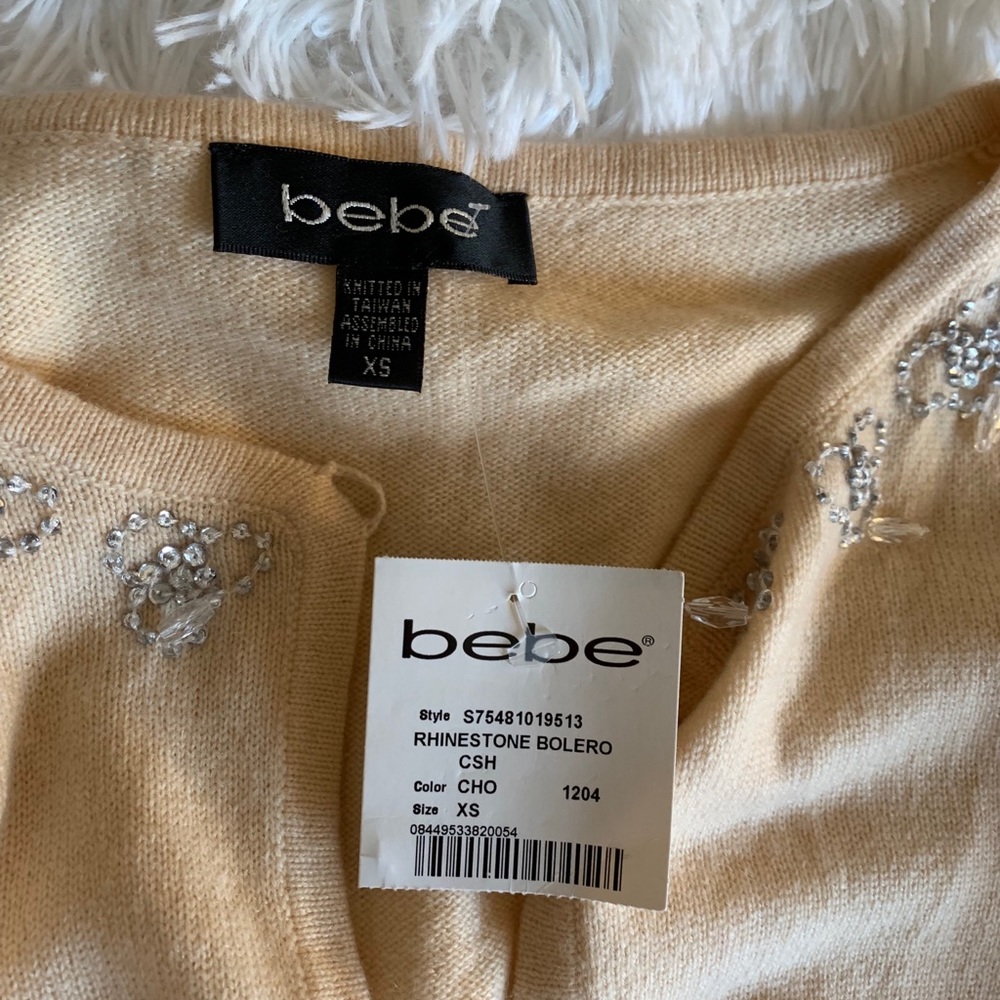 bebe
KNITTED IN
TAIWAN
ASSEMBLED
IN CHINA
XS
bebe®
Style S75481019513
RHINESTONE BOLERO
CSH
Color CHO 1204
Size XS
08449533820054